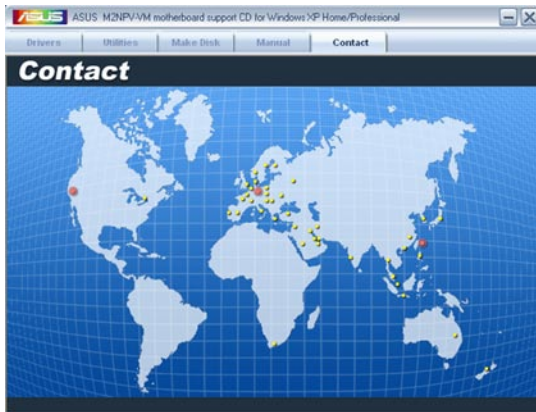 ASUS ASUS M2NPV-VM motherboard support CD for Windows XP Home/Professional
Drivers Utilities Make Disk Manual Contact
Contact